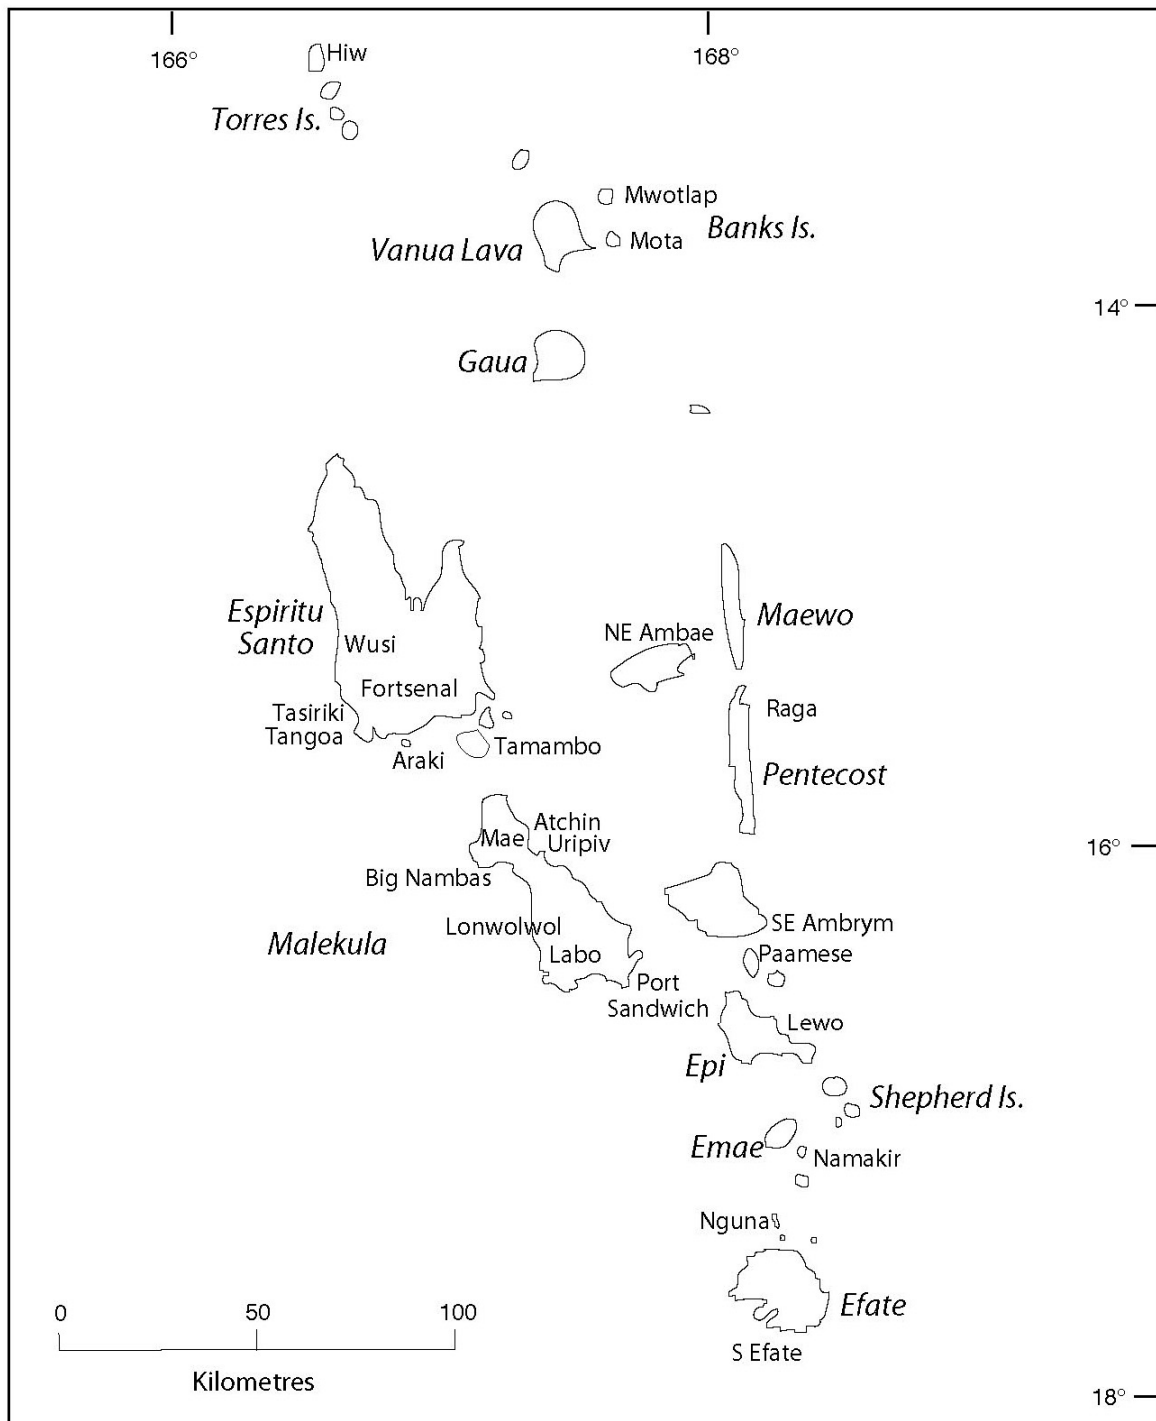 166°
168°
Hiw
Torres Is.
Mwotlap
Banks Is.
Vanua Lava
Mota
14°
Gaua
Espiritu
Santo
Wusi
NE Ambae
Maewo
Fortsenal
Tasiriki
Tangoa
Raga
Araki
Tamambo
Pentecost
Atchin
Mae
Uripiv
16°
Big Nambas
Lonwolwol
SE Ambrym
Malekula
Labo
Paamese
Port
Sandwich
Lewo
Epi
Shepherd Is.
Emae
Namakir
Nguna
Efate
0 50 100
S Efate
Kilometres
18°